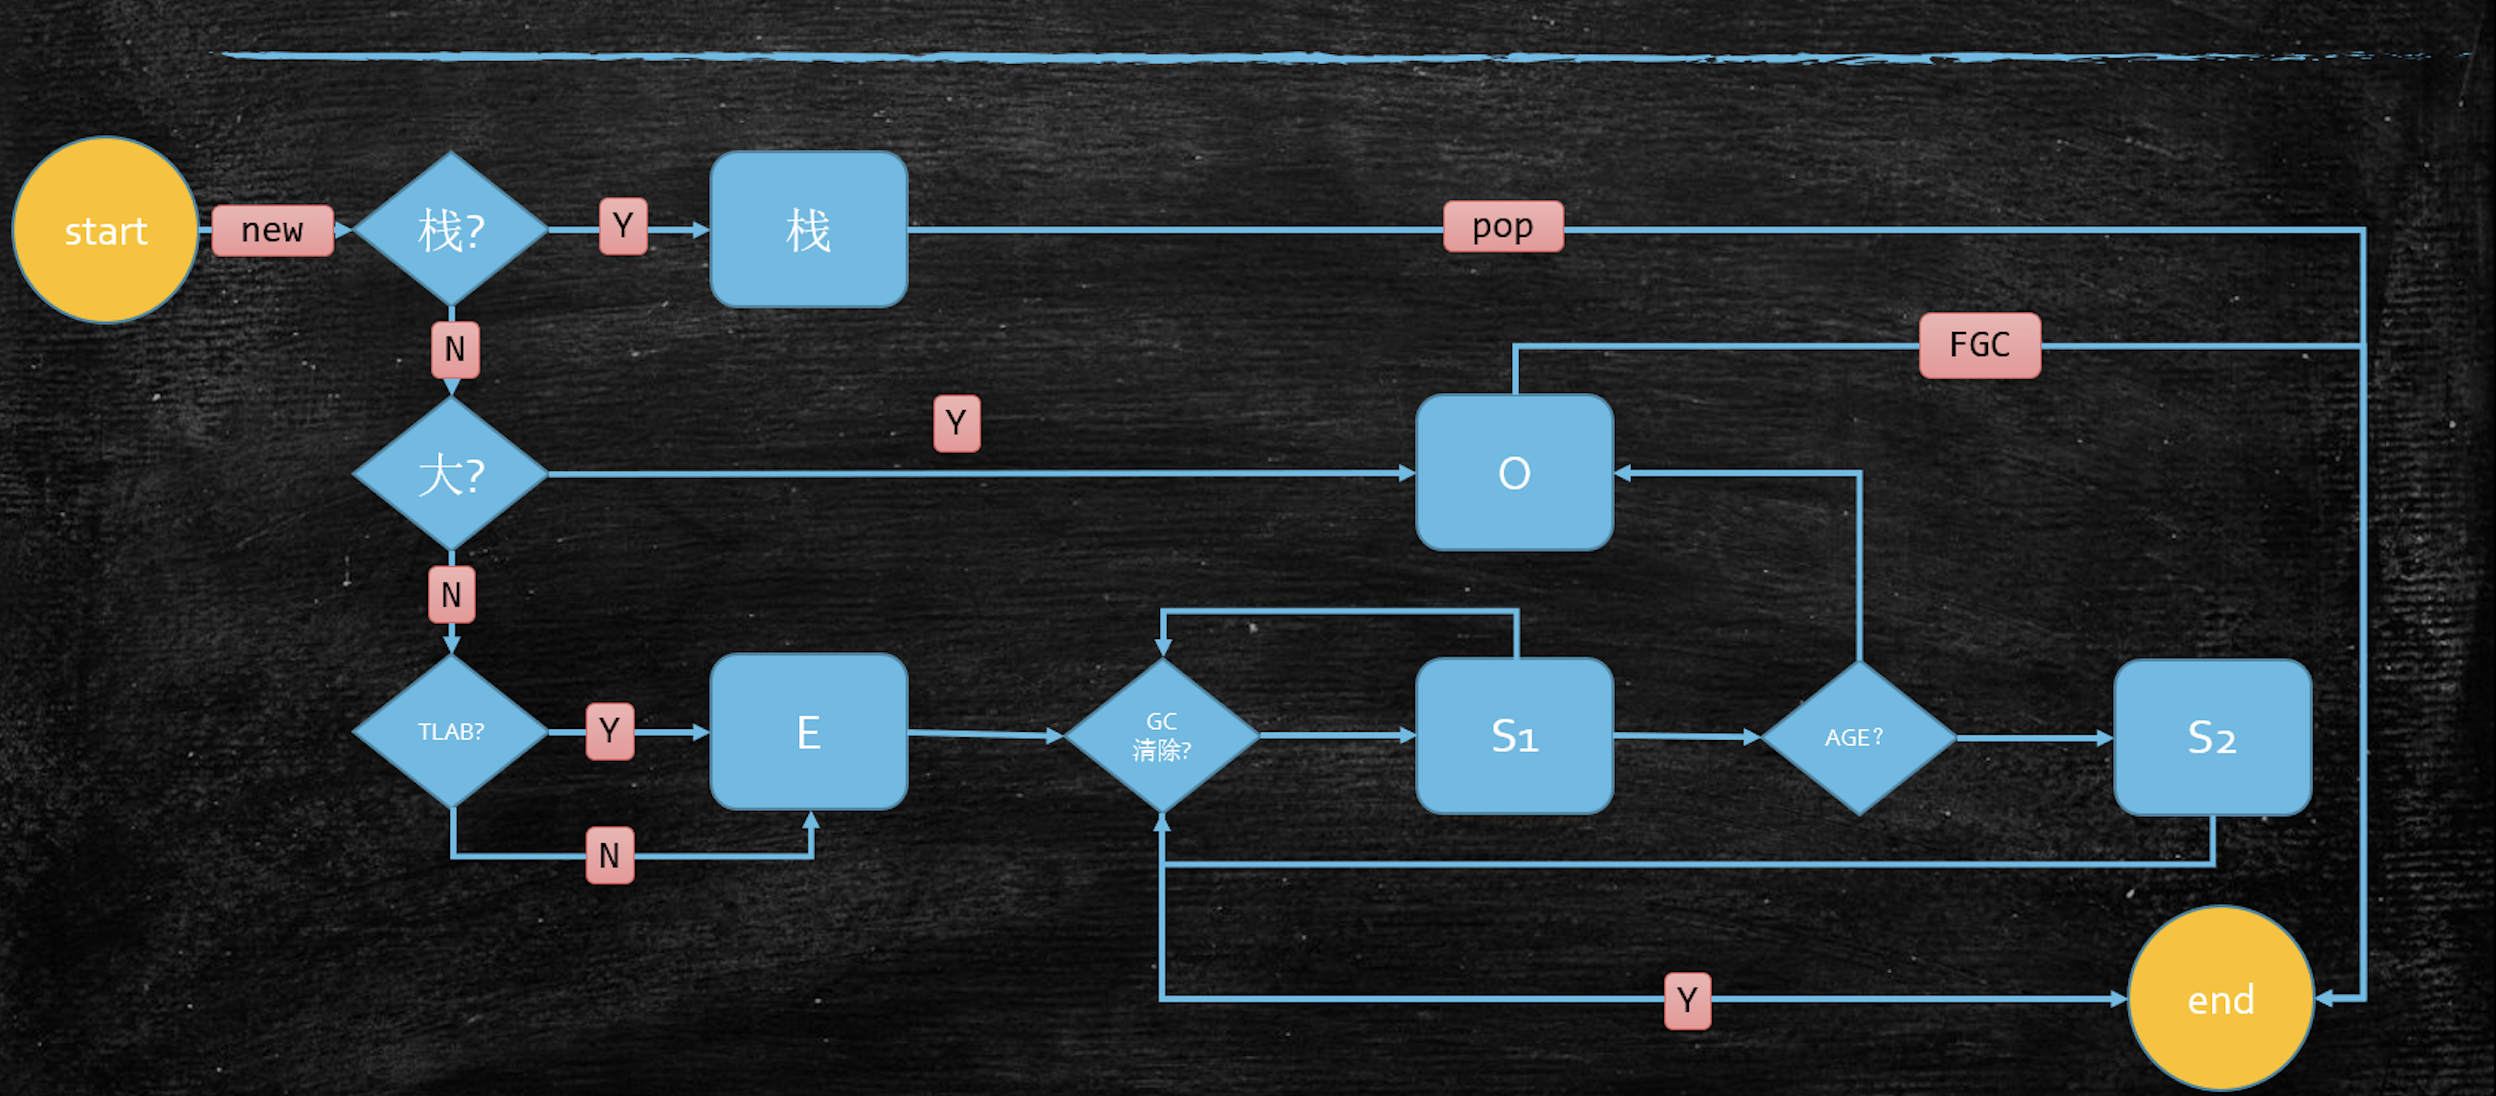 start
new
栈?
Y
栈
pop
N
FGC
Y
大?
O
N
TLAB?
Y
E
GC
清除?
S1
AGE?
S2
N
Y
end